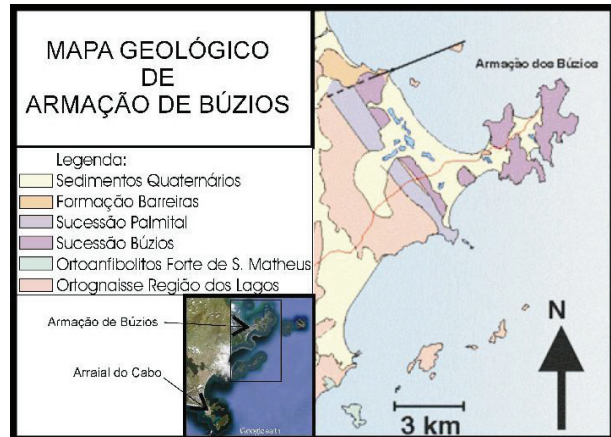 MAPA GEOLÓGICO
DE
ARMAÇÃO DE BÚZIOS
Legenda:
Sedimentos Quaternários
Formação Barreiras
Sucessão Palmital
Sucessão Búzios
Ortoanfibolitos Forte de S. Matheus
Ortognaisse Região dos Lagos
Armação de Búzios
Arraial do Cabo
Armação dos Búzios
N
3 km